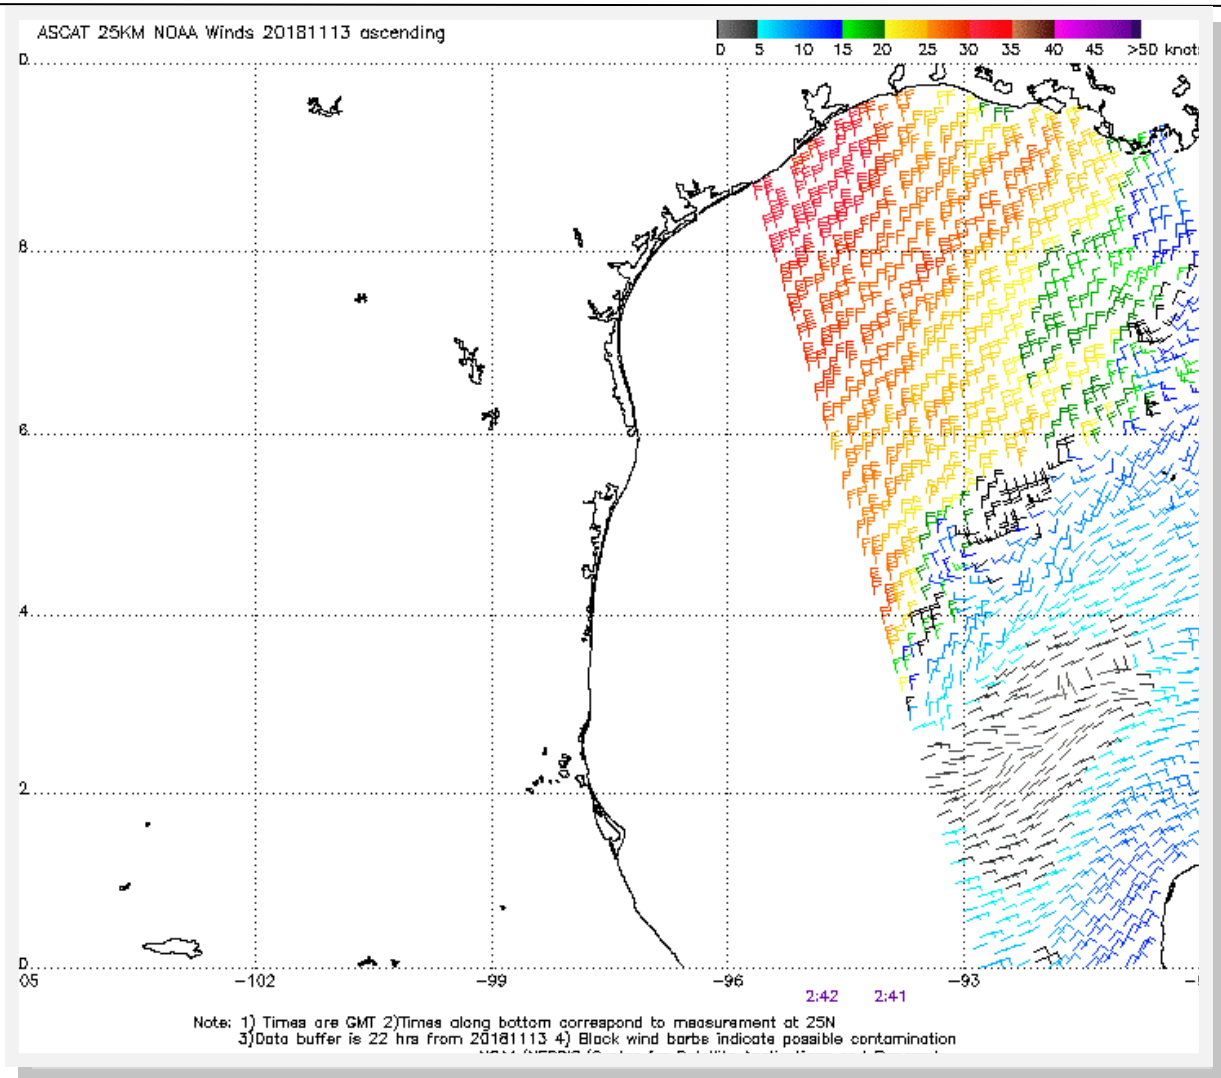 ASCAT 25KM NOAA Winds 20181113 ascending
0 5 10 15 20 25 30 35 40 45 >50 knots
0.
8.
6.
4.
2.
0.
05 -102 -99 -96 -93
2:42 2:41
Note: 1) Times are GMT 2)Times along bottom correspond to measurement at 25N
3)Data buffer is 22 hrs from 20181113 4) Black wind barbs indicate possible contamination